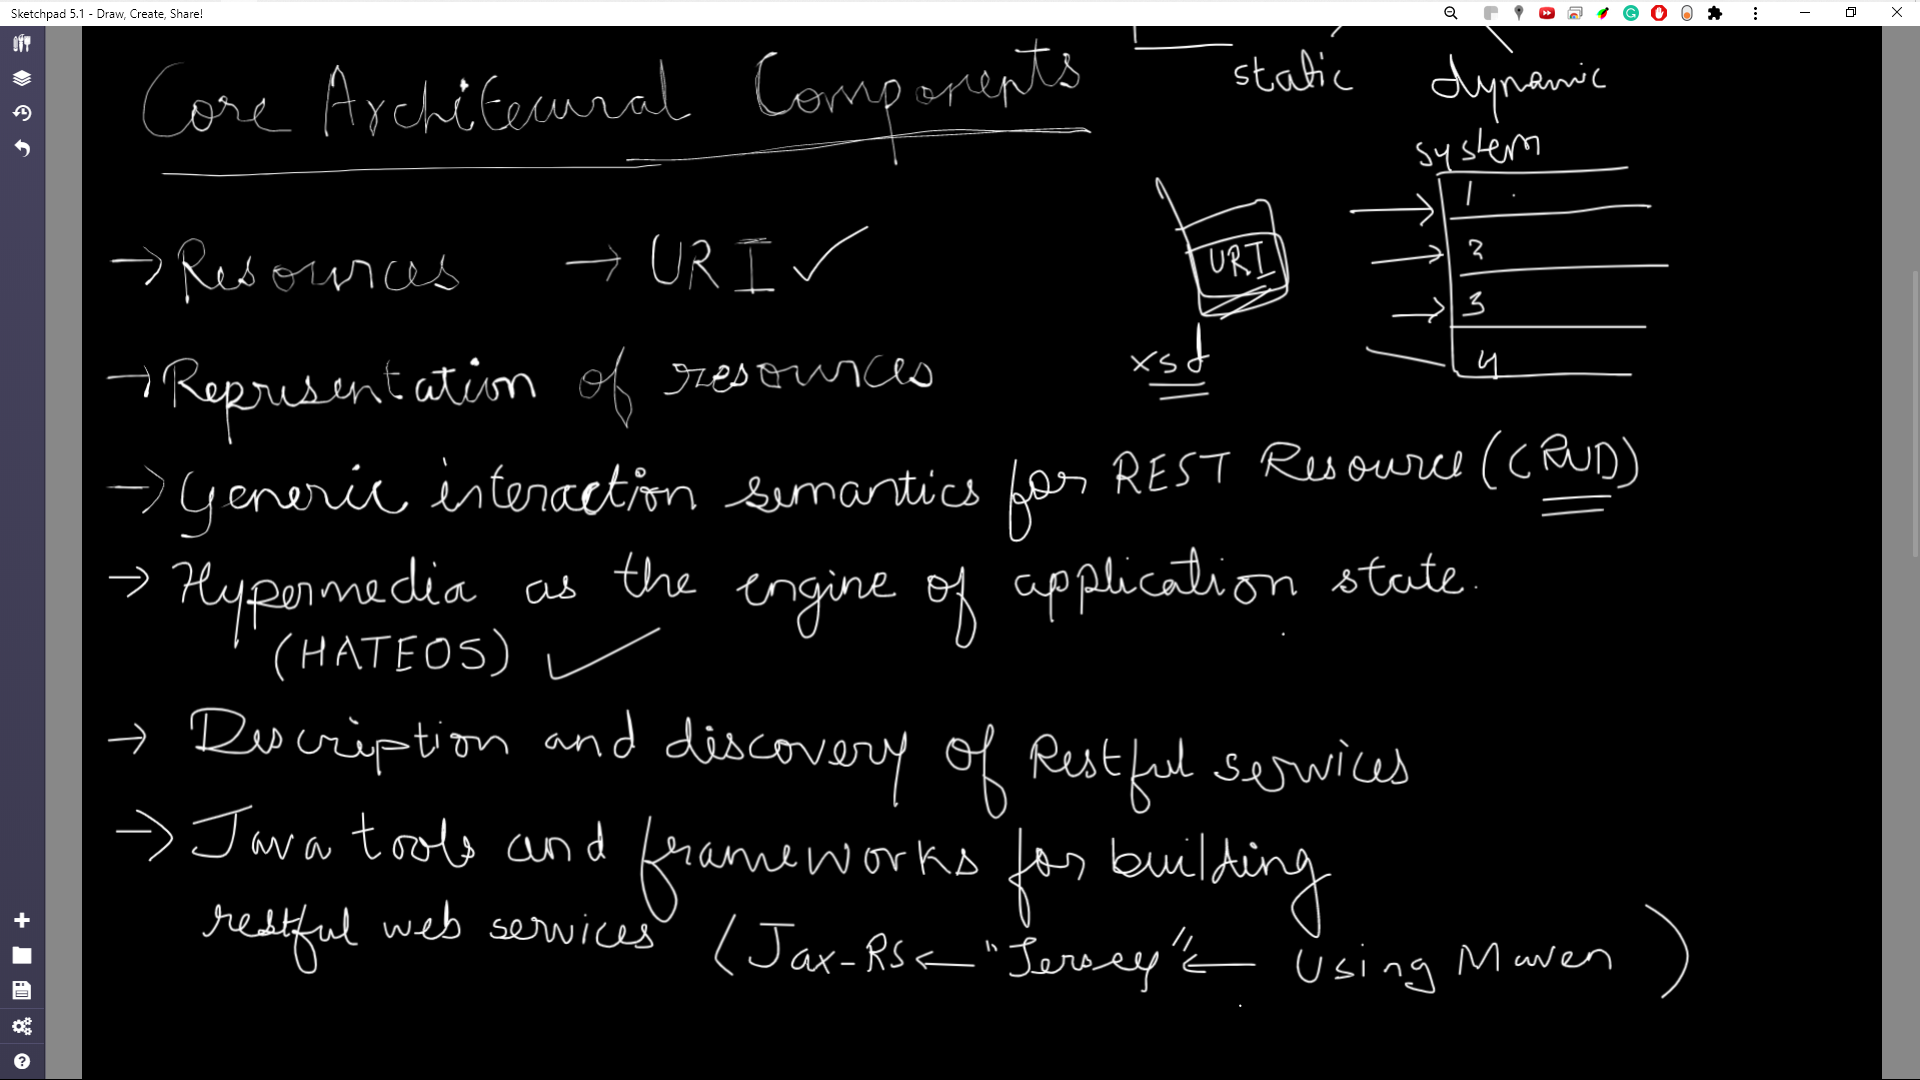 Sketchpad 5.1 - Draw, Create, Share!
static dynamic
Core Architecural Components
system
1
2
3
4
URI
xsd
→ Resources → URI ✓
→ Representation of resources
→ Generic interaction semantics for REST Resource (CRUD)
→ Hypermedia as the engine of application state.
(HATEOS) ✓
→ Description and discovery of Restful services
→ Java tools and frameworks for building
restful web services (Jax-RS ← "Jersey" ← Using Maven)